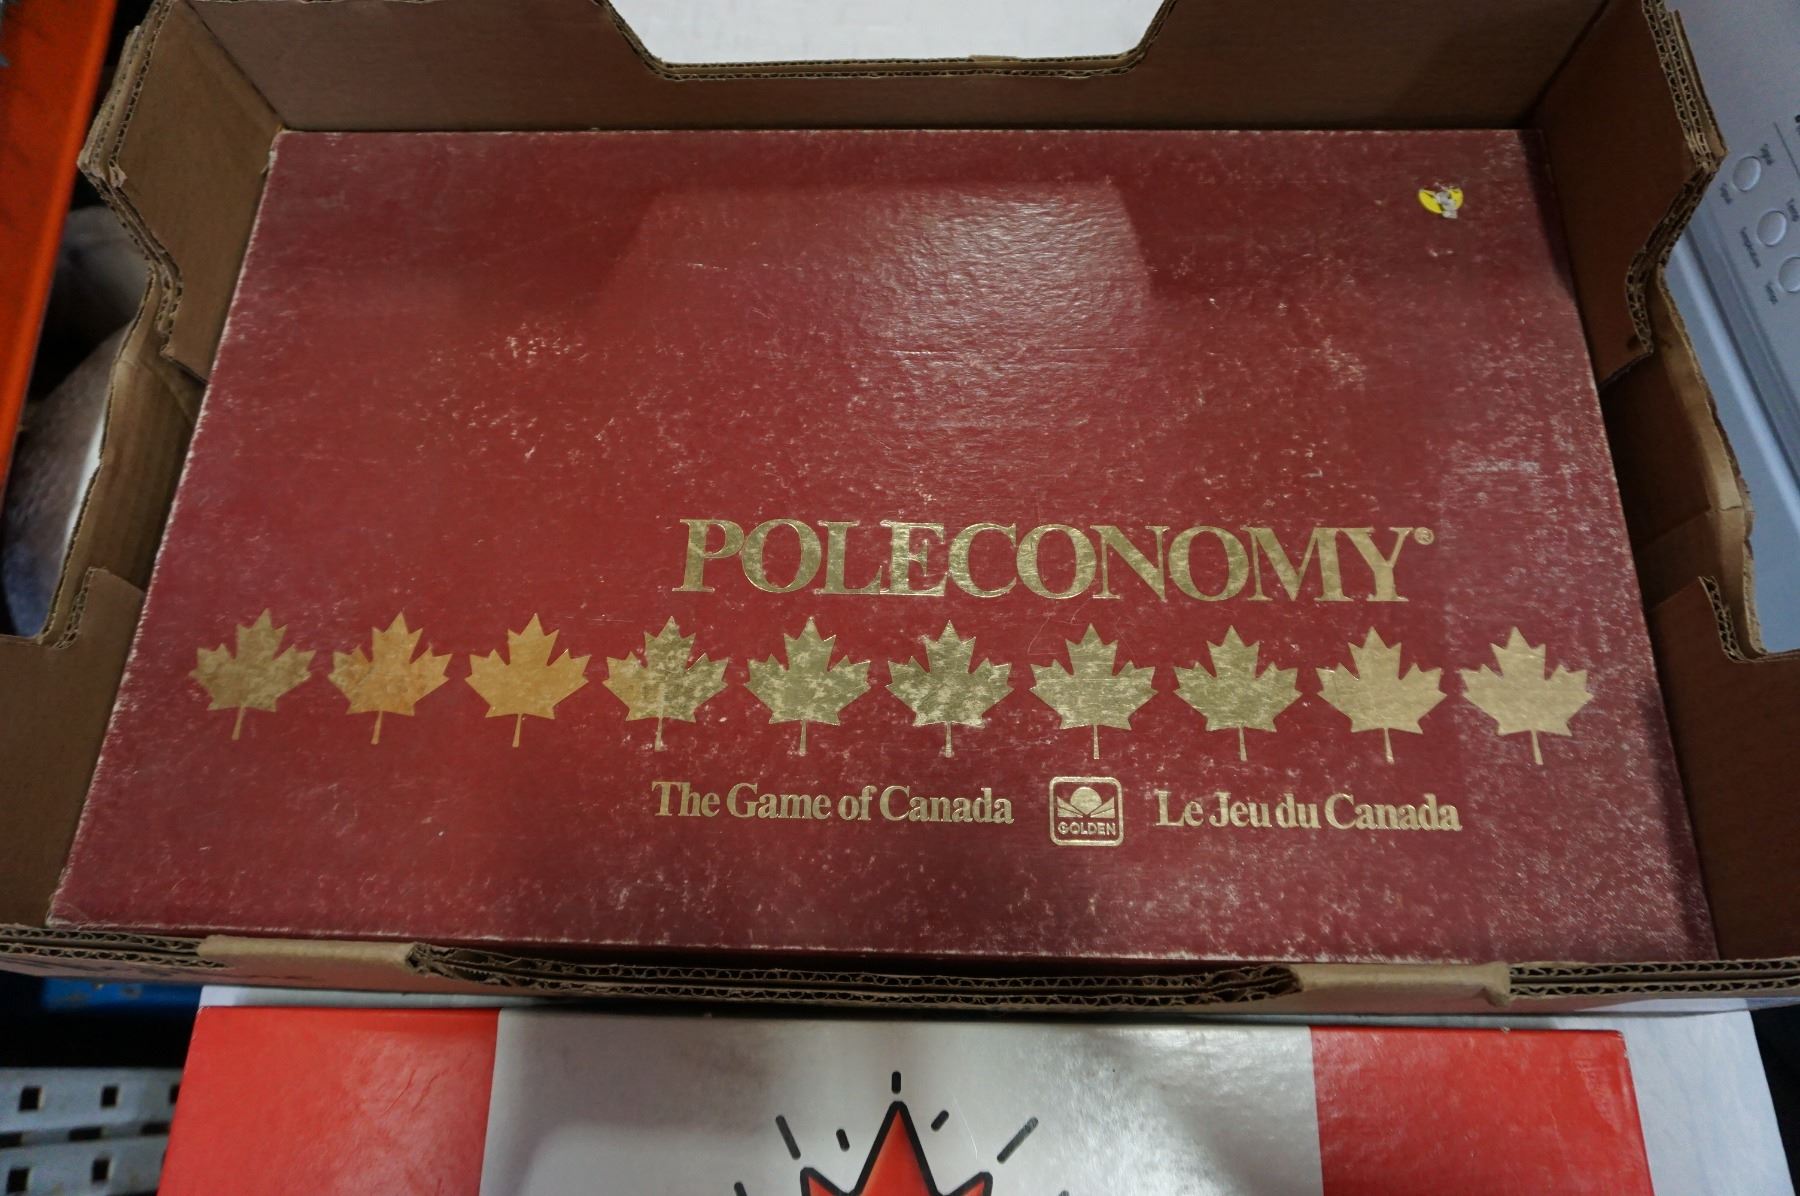 POLECONOMY®
The Game of Canada
GOLDEN
Le Jeu du Canada